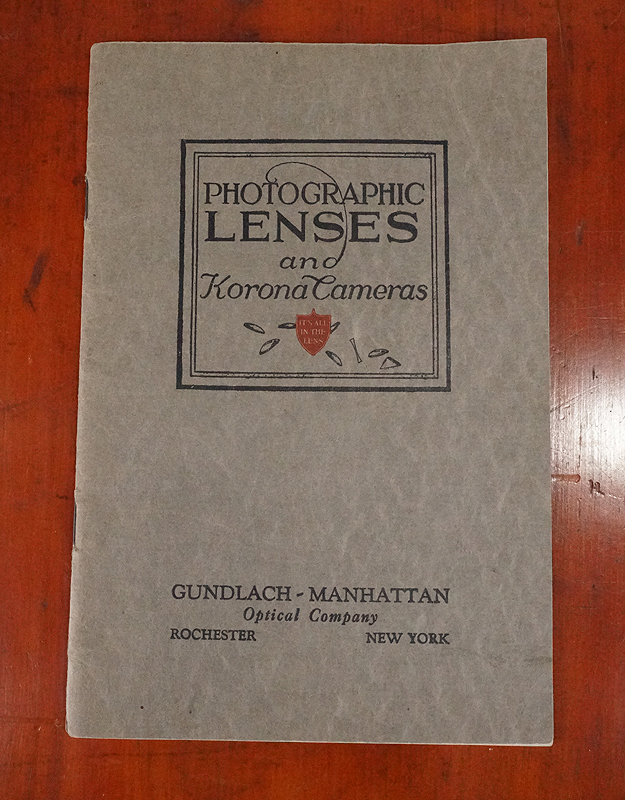 PHOTOGRAPHIC
LENSES
and
Korona Cameras
IT'S ALL
IN THE
LENS
GUNDLACH - MANHATTAN
Optical Company
ROCHESTER NEW YORK